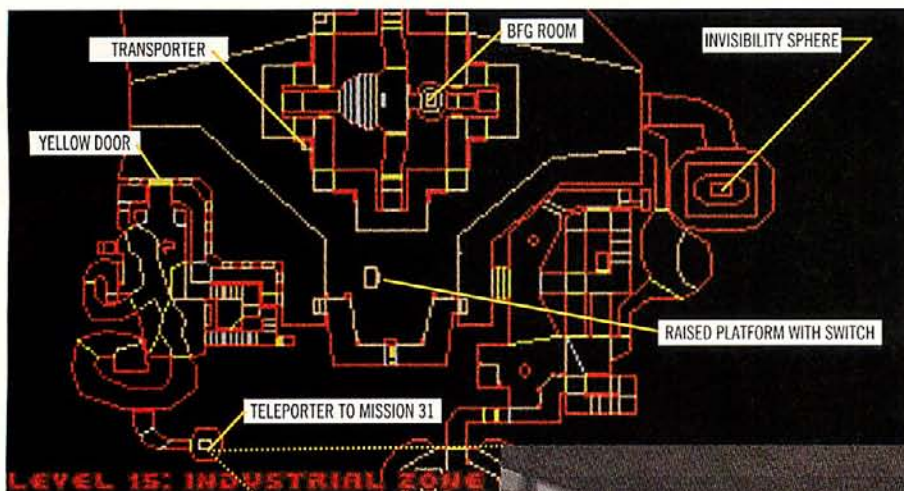 BFG ROOM
TRANSPORTER
INVISIBILITY SPHERE
YELLOW DOOR
RAISED PLATFORM WITH SWITCH
TELEPORTER TO MISSION 31
LEVEL 15: INDUSTRIAL ZONE